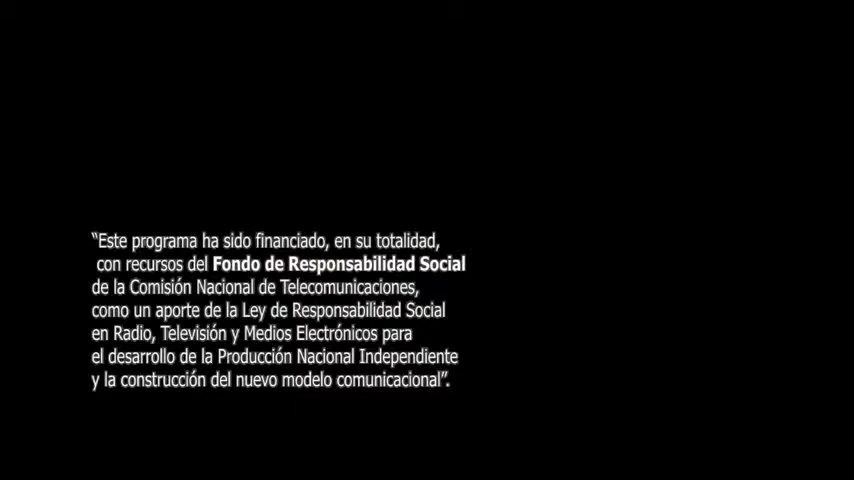 “Este programa ha sido financiado, en su totalidad,
con recursos del Fondo de Responsabilidad Social
de la Comisión Nacional de Telecomunicaciones,
como un aporte de la Ley de Responsabilidad Social
en Radio, Televisión y Medios Electrónicos para
el desarrollo de la Producción Nacional Independiente
y la construcción del nuevo modelo comunicacional”.